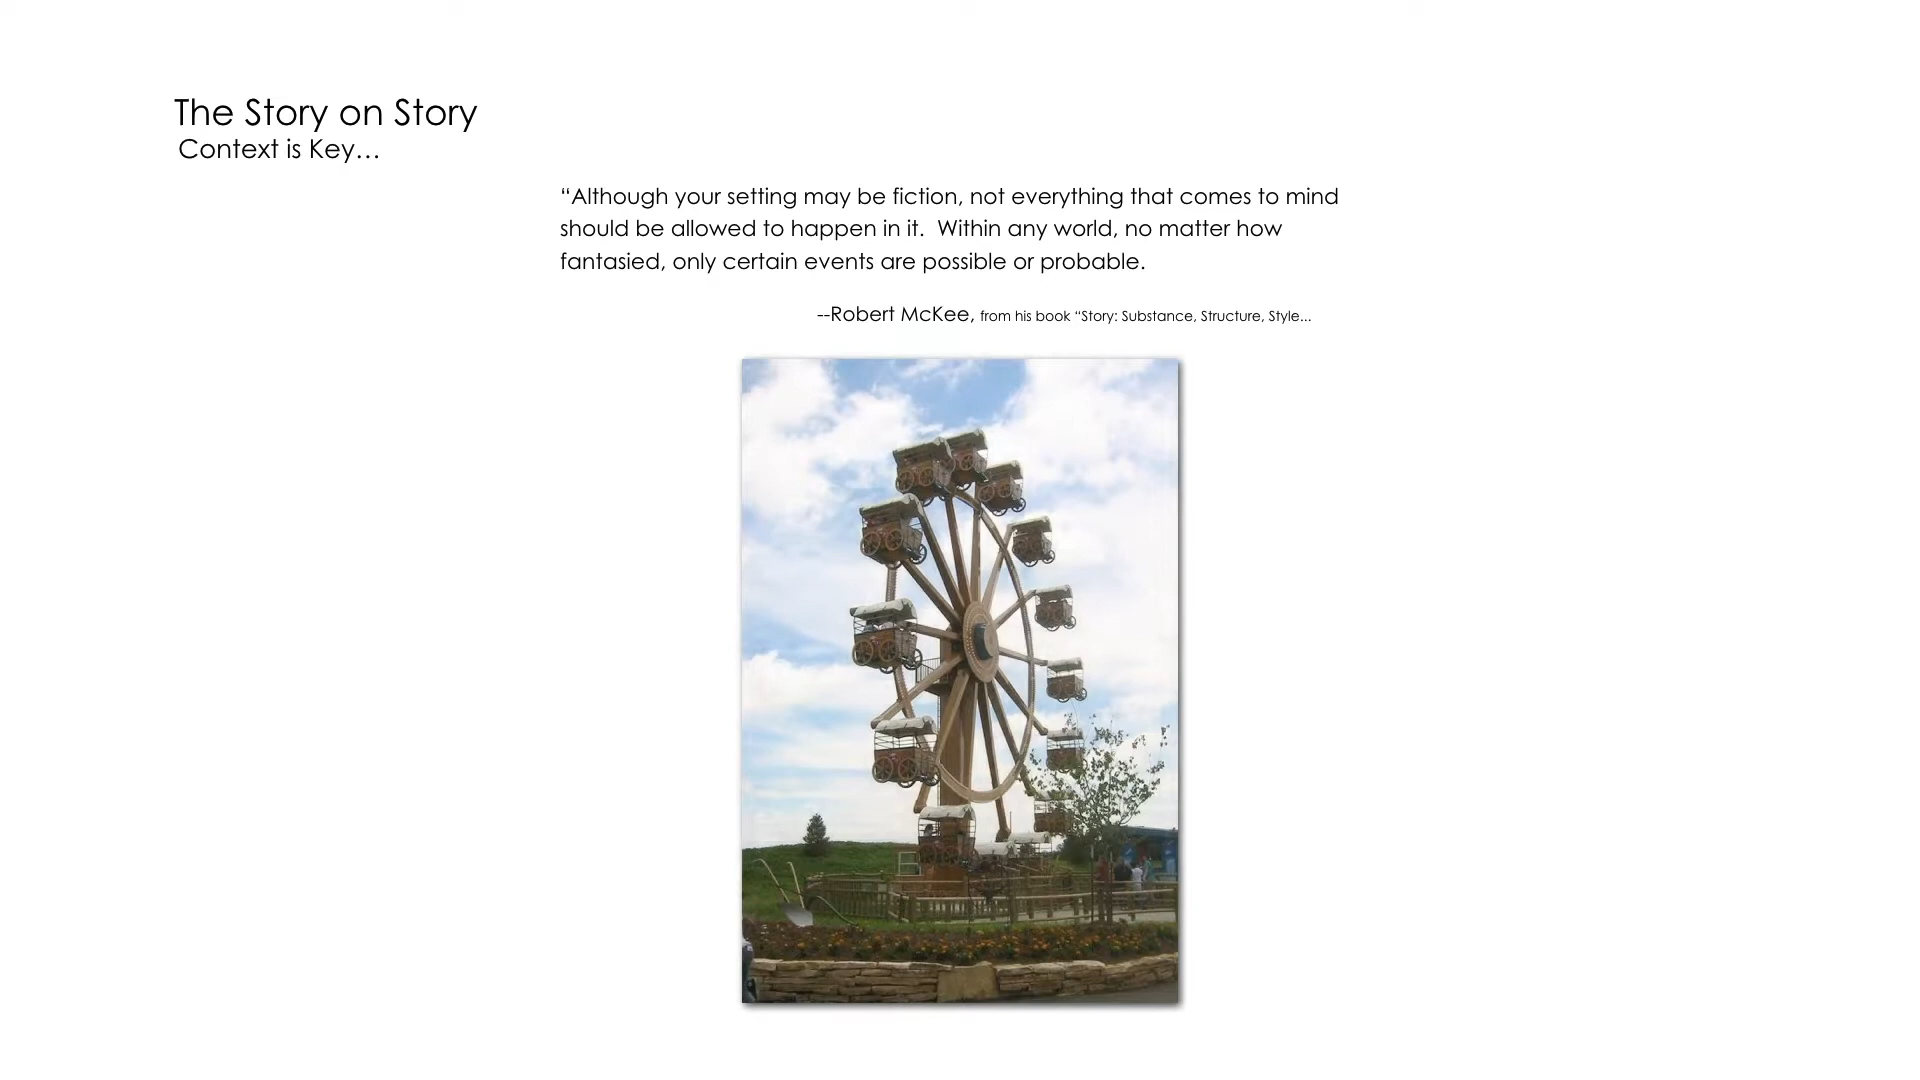 The Story on Story
Context is Key…
“Although your setting may be fiction, not everything that comes to mind
should be allowed to happen in it.  Within any world, no matter how
fantasied, only certain events are possible or probable.
--Robert McKee, from his book “Story: Substance, Structure, Style...